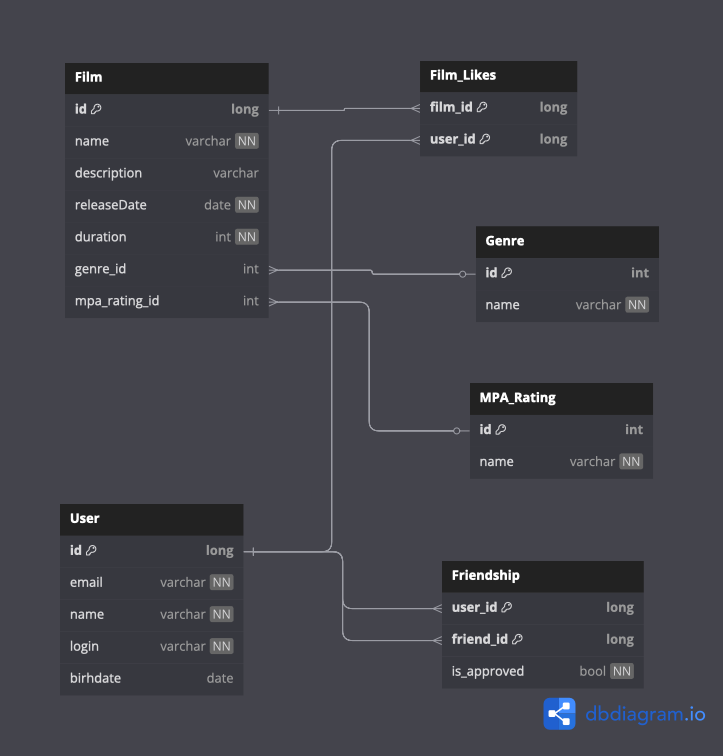 Film
id long
name varchar NN
description varchar
releaseDate date NN
duration int NN
genre_id int
mpa_rating_id int
Film_Likes
film_id long
user_id long
Genre
id int
name varchar NN
MPA_Rating
id int
name varchar NN
User
id long
email varchar NN
name varchar NN
login varchar NN
birhdate date
Friendship
user_id long
friend_id long
is_approved bool NN
dbdiagram.io